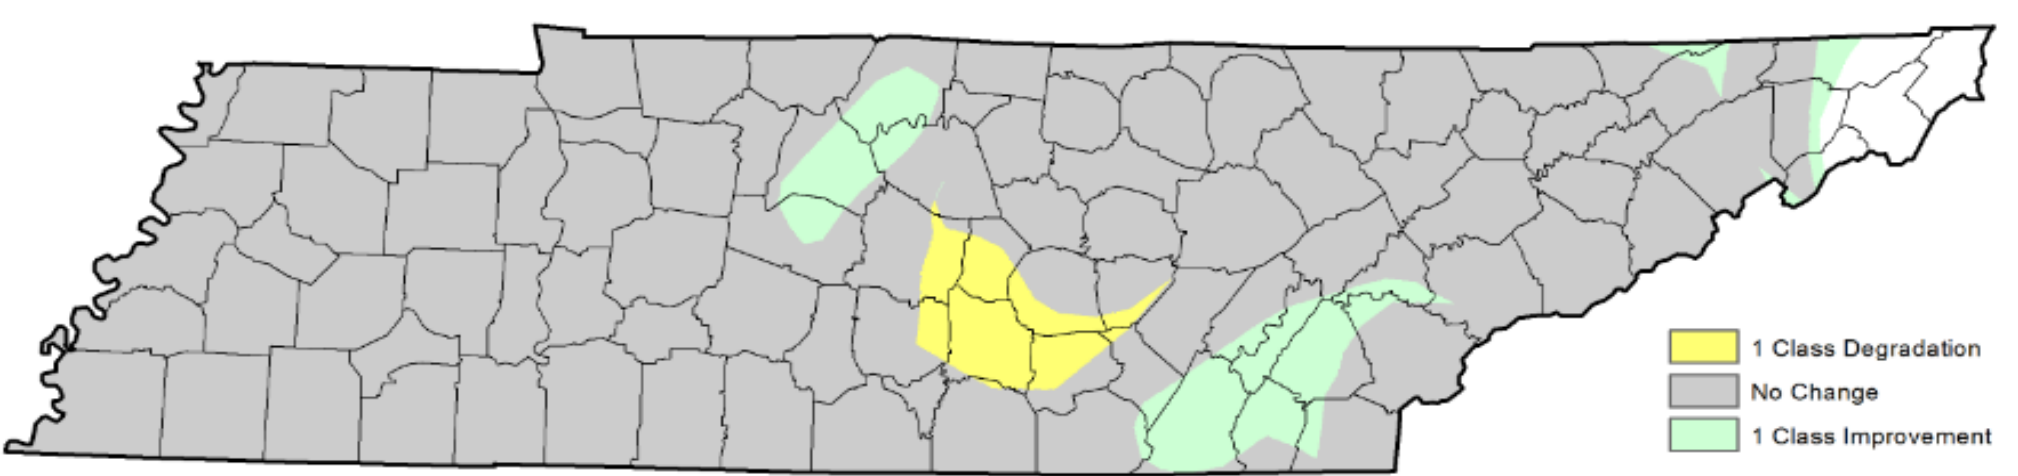 1 Class Degradation
No Change
1 Class Improvement